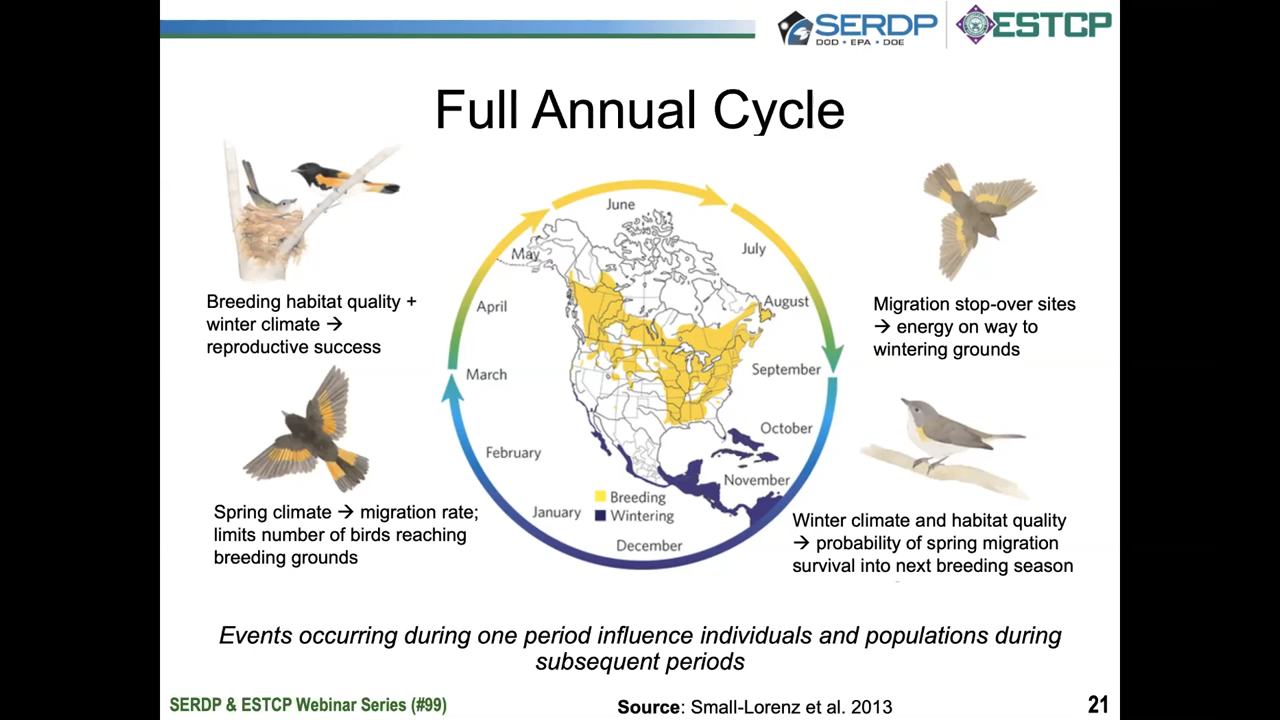 SERDP
DOD • EPA • DOE
ESTCP
Full Annual Cycle
Breeding habitat quality +
winter climate →
reproductive success
Migration stop-over sites
→ energy on way to
wintering grounds
Spring climate → migration rate;
limits number of birds reaching
breeding grounds
Winter climate and habitat quality
→ probability of spring migration
survival into next breeding season
June
July
August
September
October
November
December
January
February
March
April
May
Breeding
Wintering
Events occurring during one period influence individuals and populations during
subsequent periods
SERDP & ESTCP Webinar Series (#99)
Source: Small-Lorenz et al. 2013
21